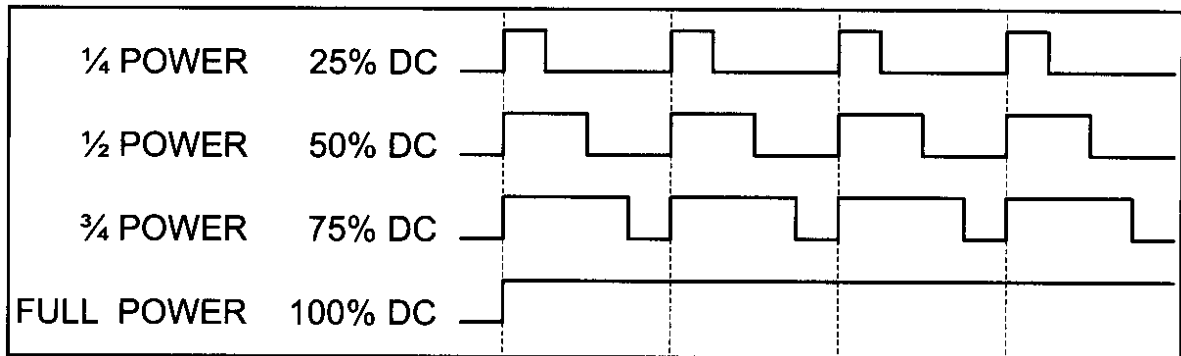 ¼ POWER 25% DC
½ POWER 50% DC
¾ POWER 75% DC
FULL POWER 100% DC